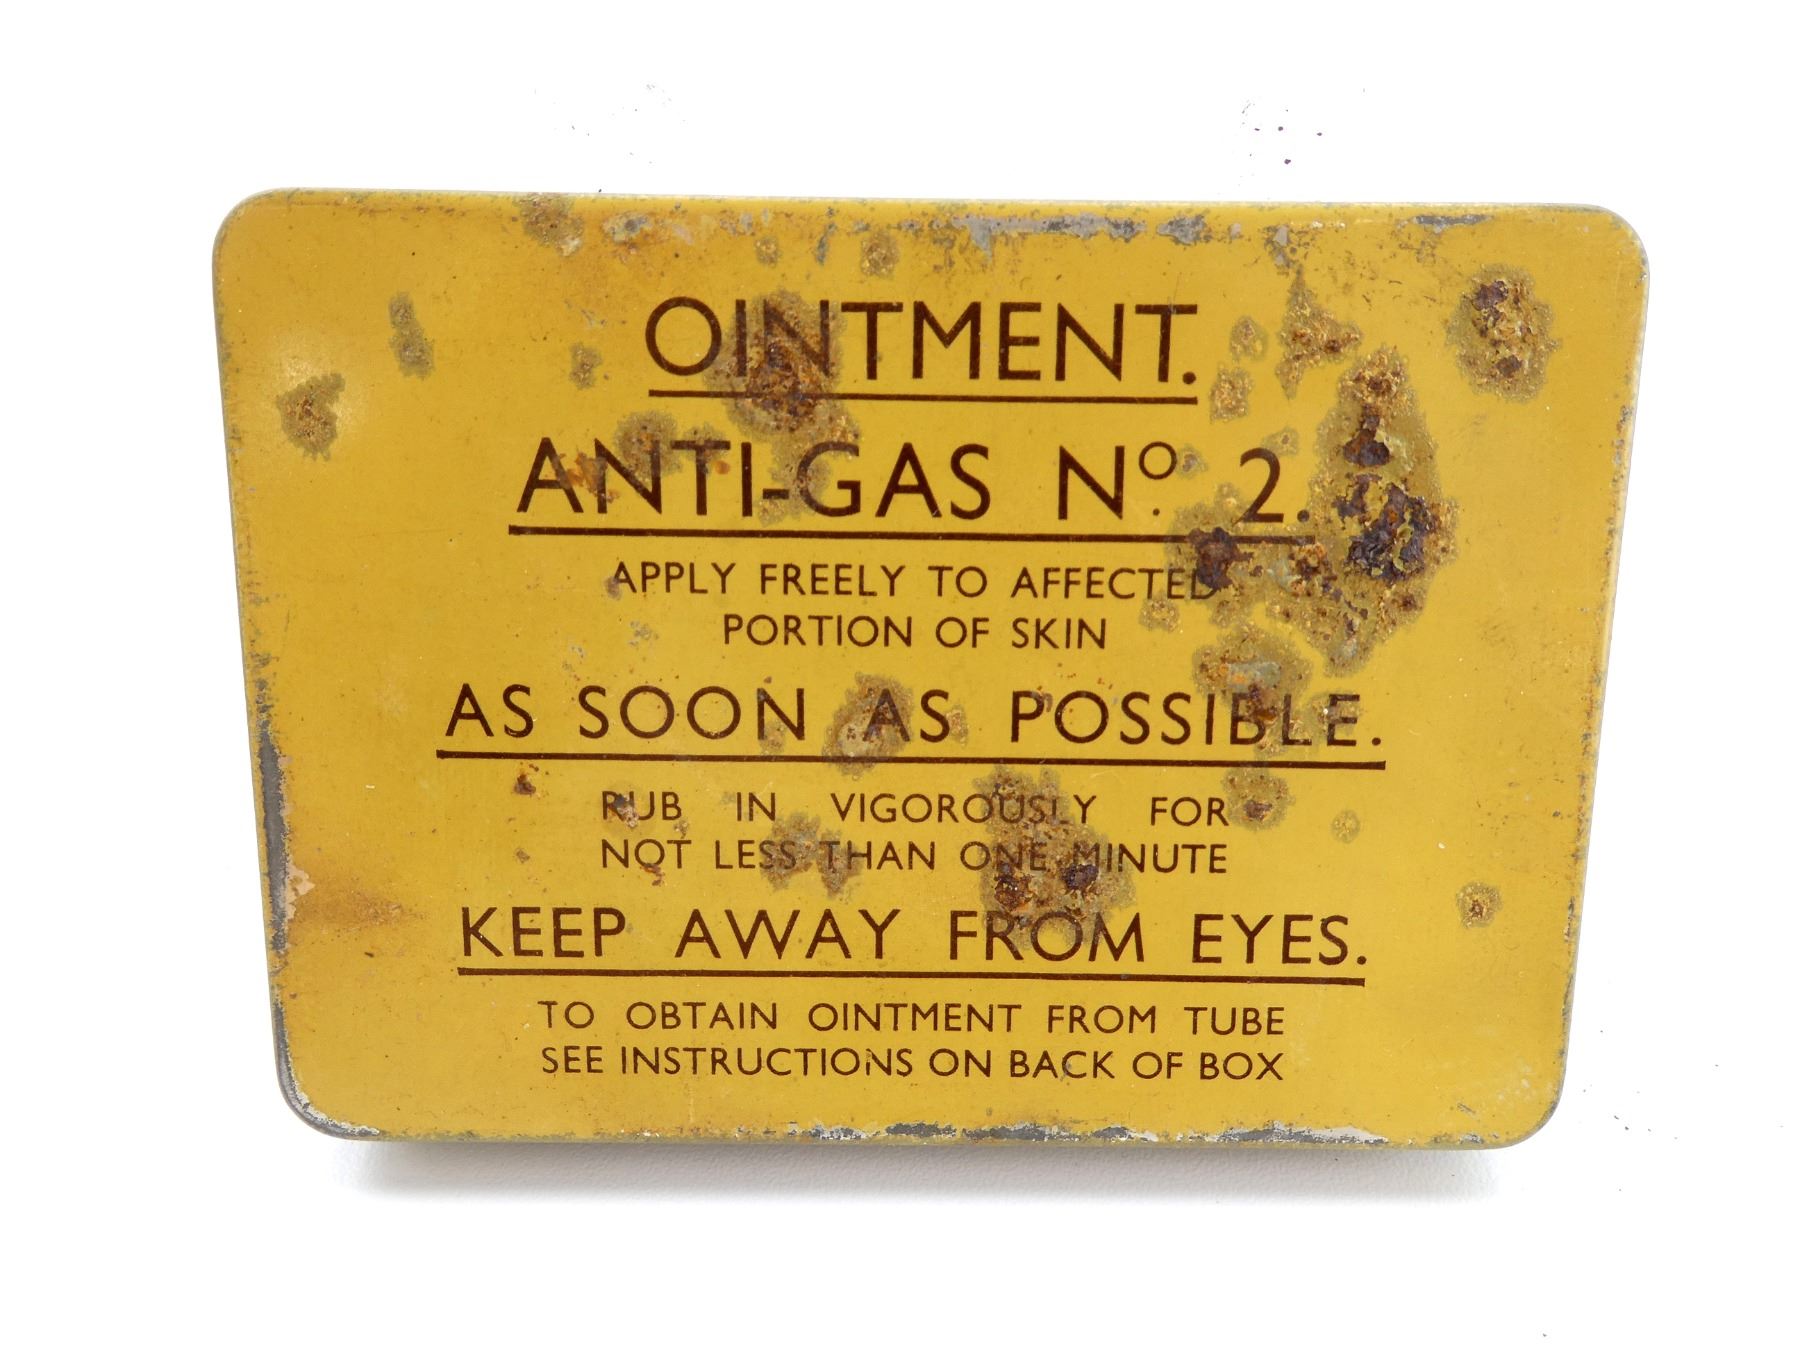 OINTMENT.
ANTI-GAS Nº. 2.
APPLY FREELY TO AFFECTED
PORTION OF SKIN
AS SOON AS POSSIBLE.
RUB IN VIGOROUSLY FOR
NOT LESS THAN ONE MINUTE
KEEP AWAY FROM EYES.
TO OBTAIN OINTMENT FROM TUBE
SEE INSTRUCTIONS ON BACK OF BOX